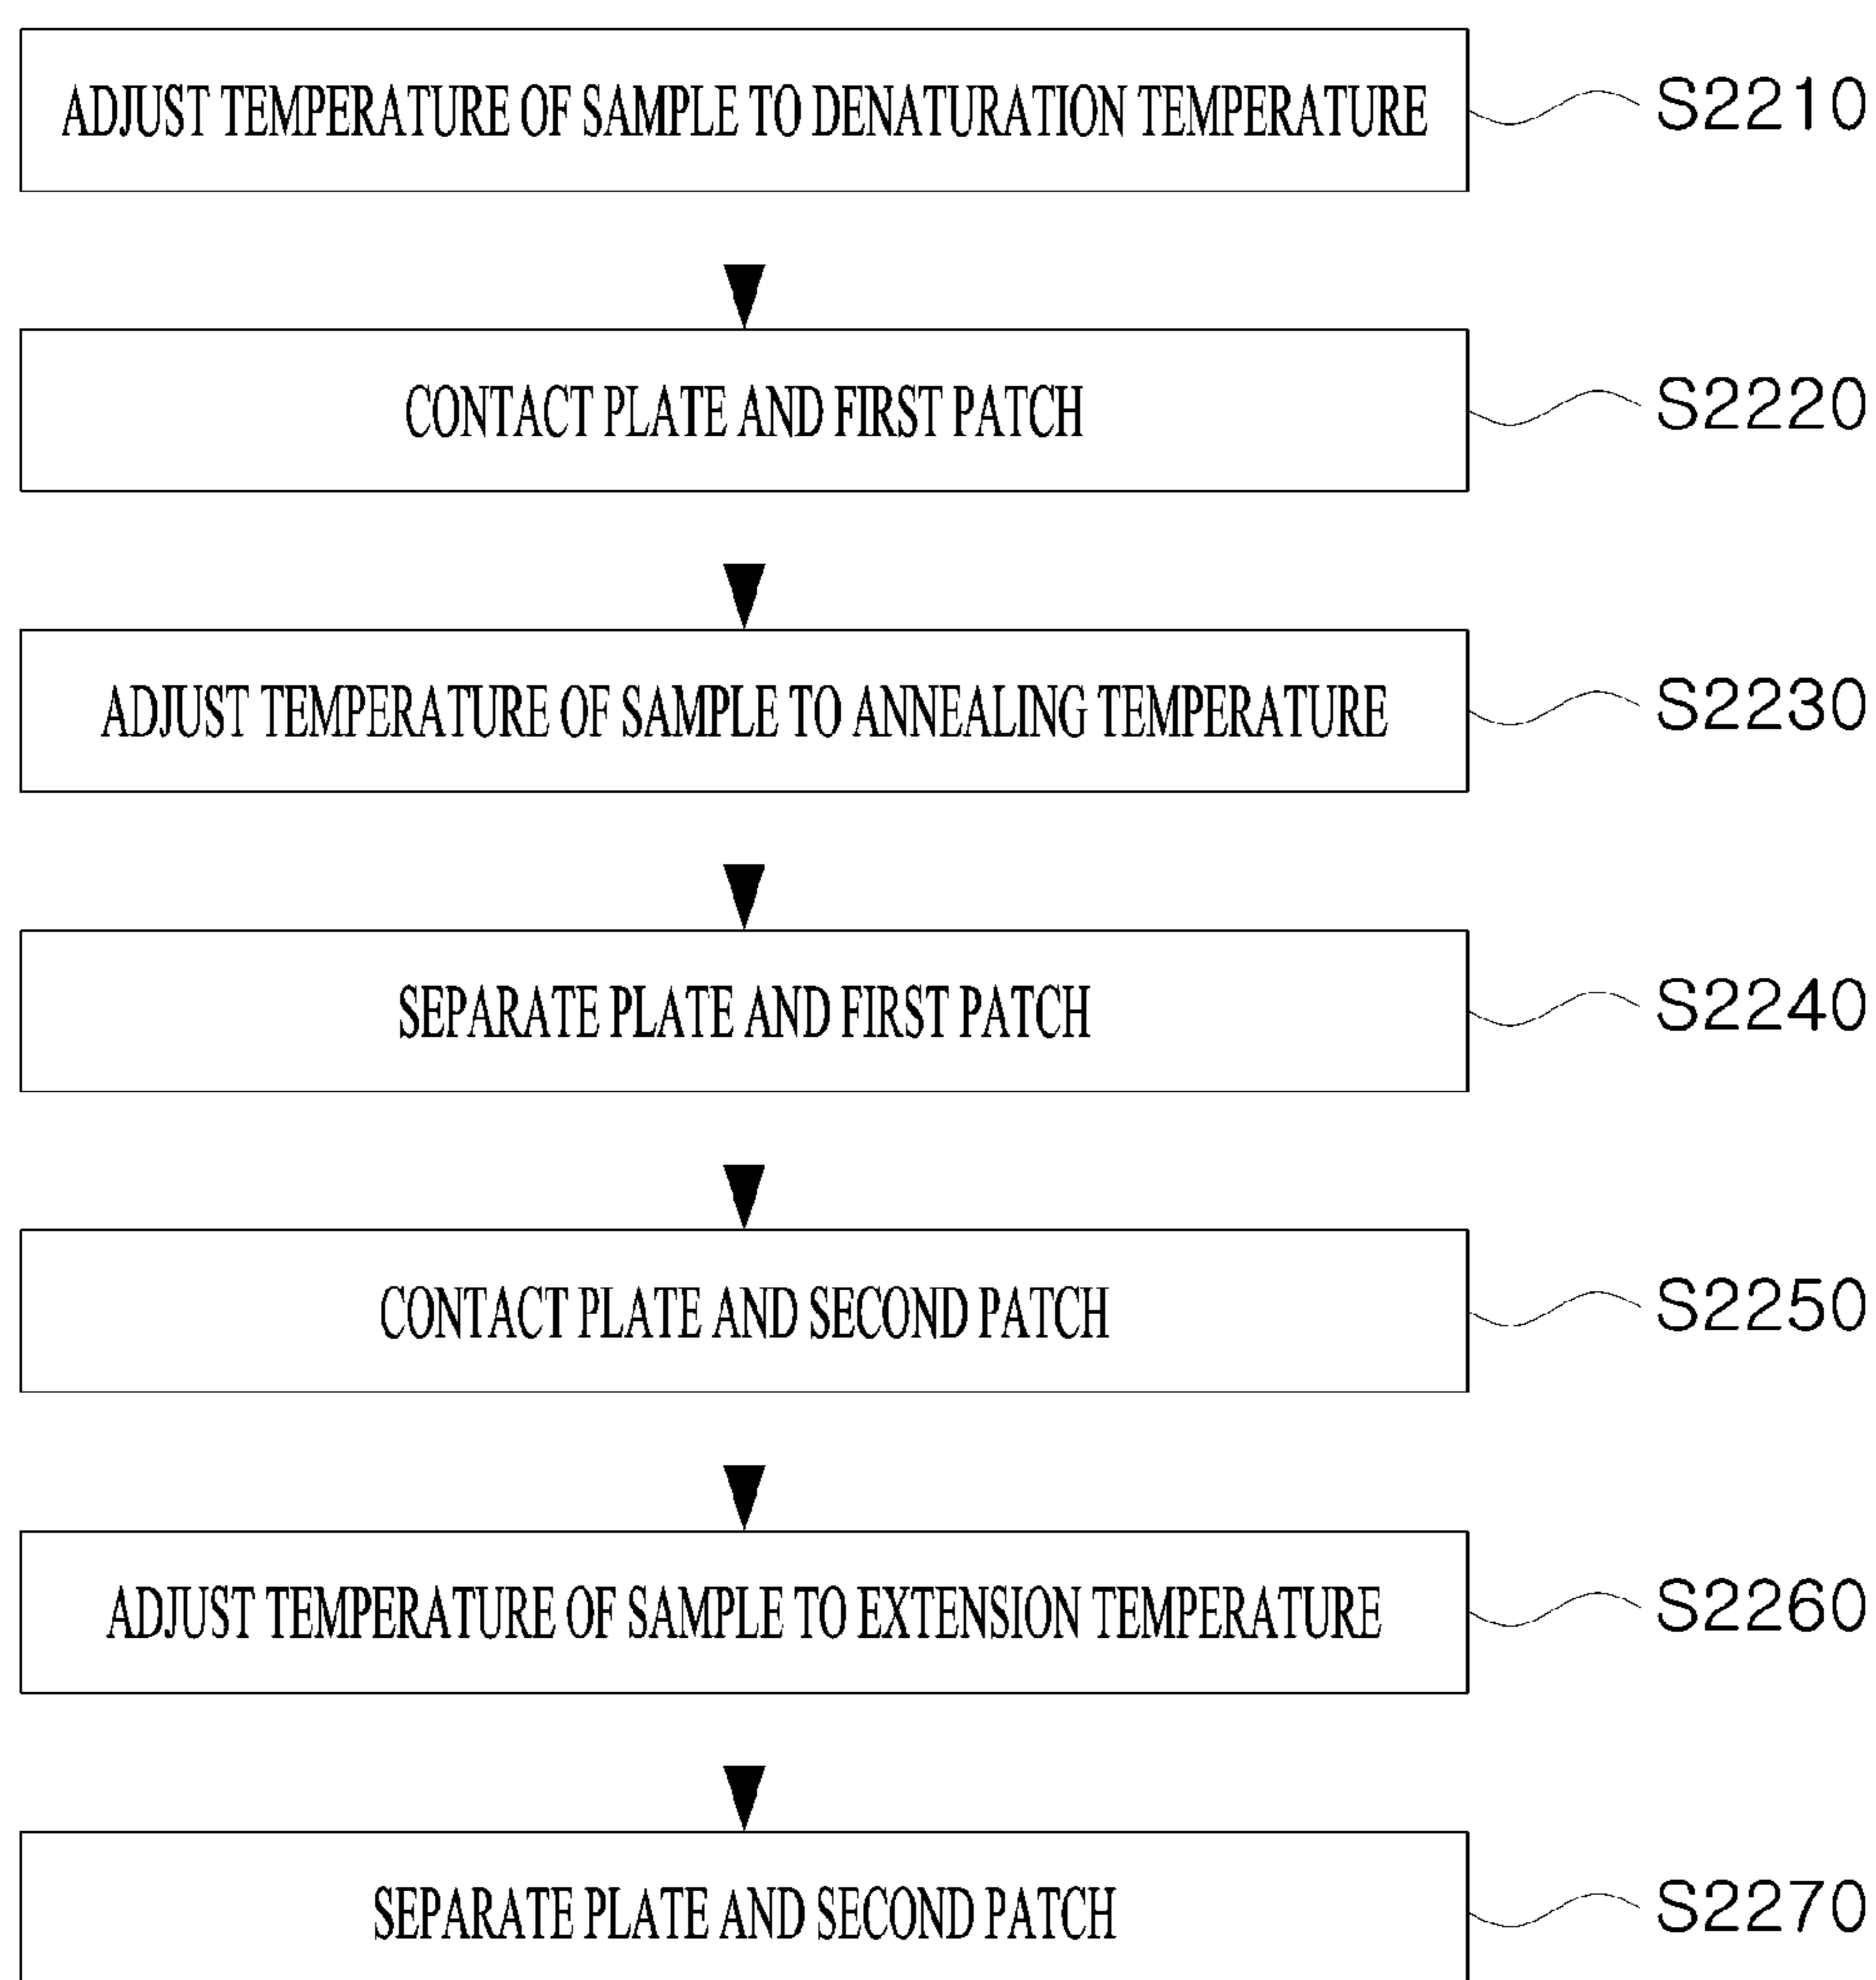 ADJUST TEMPERATURE OF SAMPLE TO DENATURATION TEMPERATURE S2210
CONTACT PLATE AND FIRST PATCH S2220
ADJUST TEMPERATURE OF SAMPLE TO ANNEALING TEMPERATURE S2230
SEPARATE PLATE AND FIRST PATCH S2240
CONTACT PLATE AND SECOND PATCH S2250
ADJUST TEMPERATURE OF SAMPLE TO EXTENSION TEMPERATURE S2260
SEPARATE PLATE AND SECOND PATCH S2270